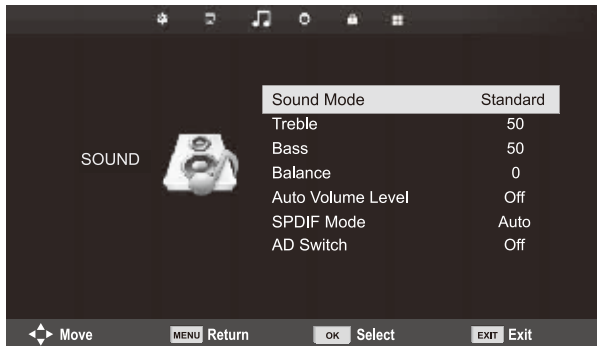 Sound Mode Standard
Treble 50
Bass 50
SOUND
Balance 0
Auto Volume Level Off
SPDIF Mode Auto
AD Switch Off
Move MENU Return OK Select EXIT Exit